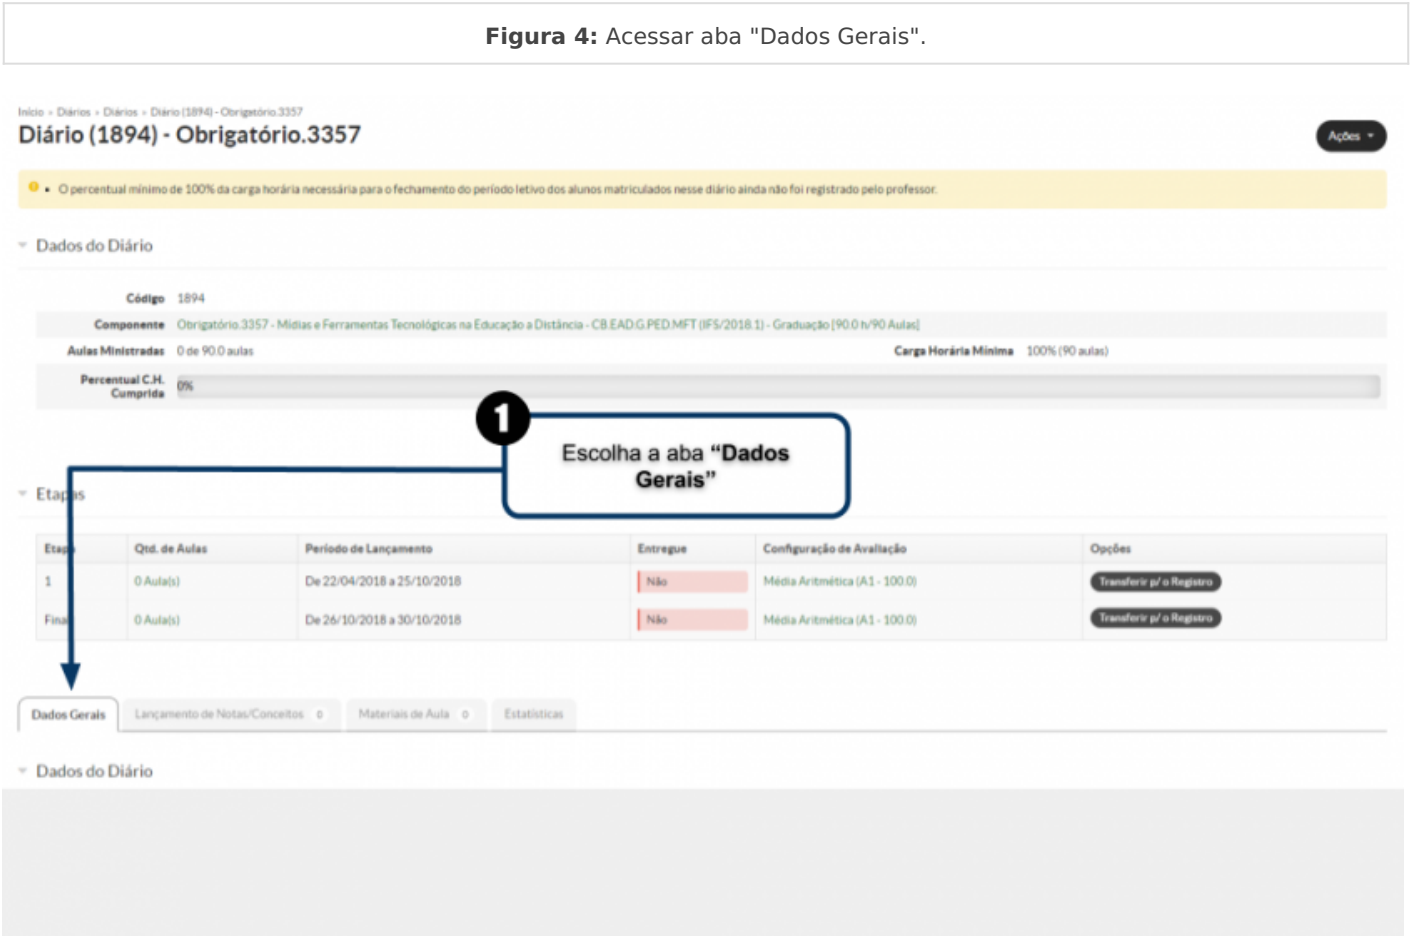 Figura 4: Acessar aba "Dados Gerais".
Início » Diários » Diários » Diário (1894) - Obrigatório.3357
Diário (1894) - Obrigatório.3357
Ações
O percentual mínimo de 100% da carga horária necessária para o fechamento do período letivo dos alunos matriculados nesse diário ainda não foi registrado pelo professor.
Dados do Diário
Código 1894
Componente Obrigatório.3357 - Mídias e Ferramentas Tecnológicas na Educação a Distância - CB.EAD.G.PED.MFT (IFS/2018.1) - Graduação [90.0 h/90 Aulas]
Aulas Ministradas 0 de 90.0 aulas Carga Horária Mínima 100% (90 aulas)
Percentual C.H.
Cumprida 0%
1
Escolha a aba “Dados
Gerais”
Etapas
Etapa Qtd. de Aulas Período de Lançamento Entregue Configuração de Avaliação Opções
1 0 Aula(s) De 22/04/2018 a 25/10/2018 Não Média Aritmética (A1 - 100.0) Transferir p/ o Registro
Final 0 Aula(s) De 26/10/2018 a 30/10/2018 Não Média Aritmética (A1 - 100.0) Transferir p/ o Registro
Dados Gerais Lançamento de Notas/Conceitos 0 Materiais de Aula 0 Estatísticas
Dados do Diário